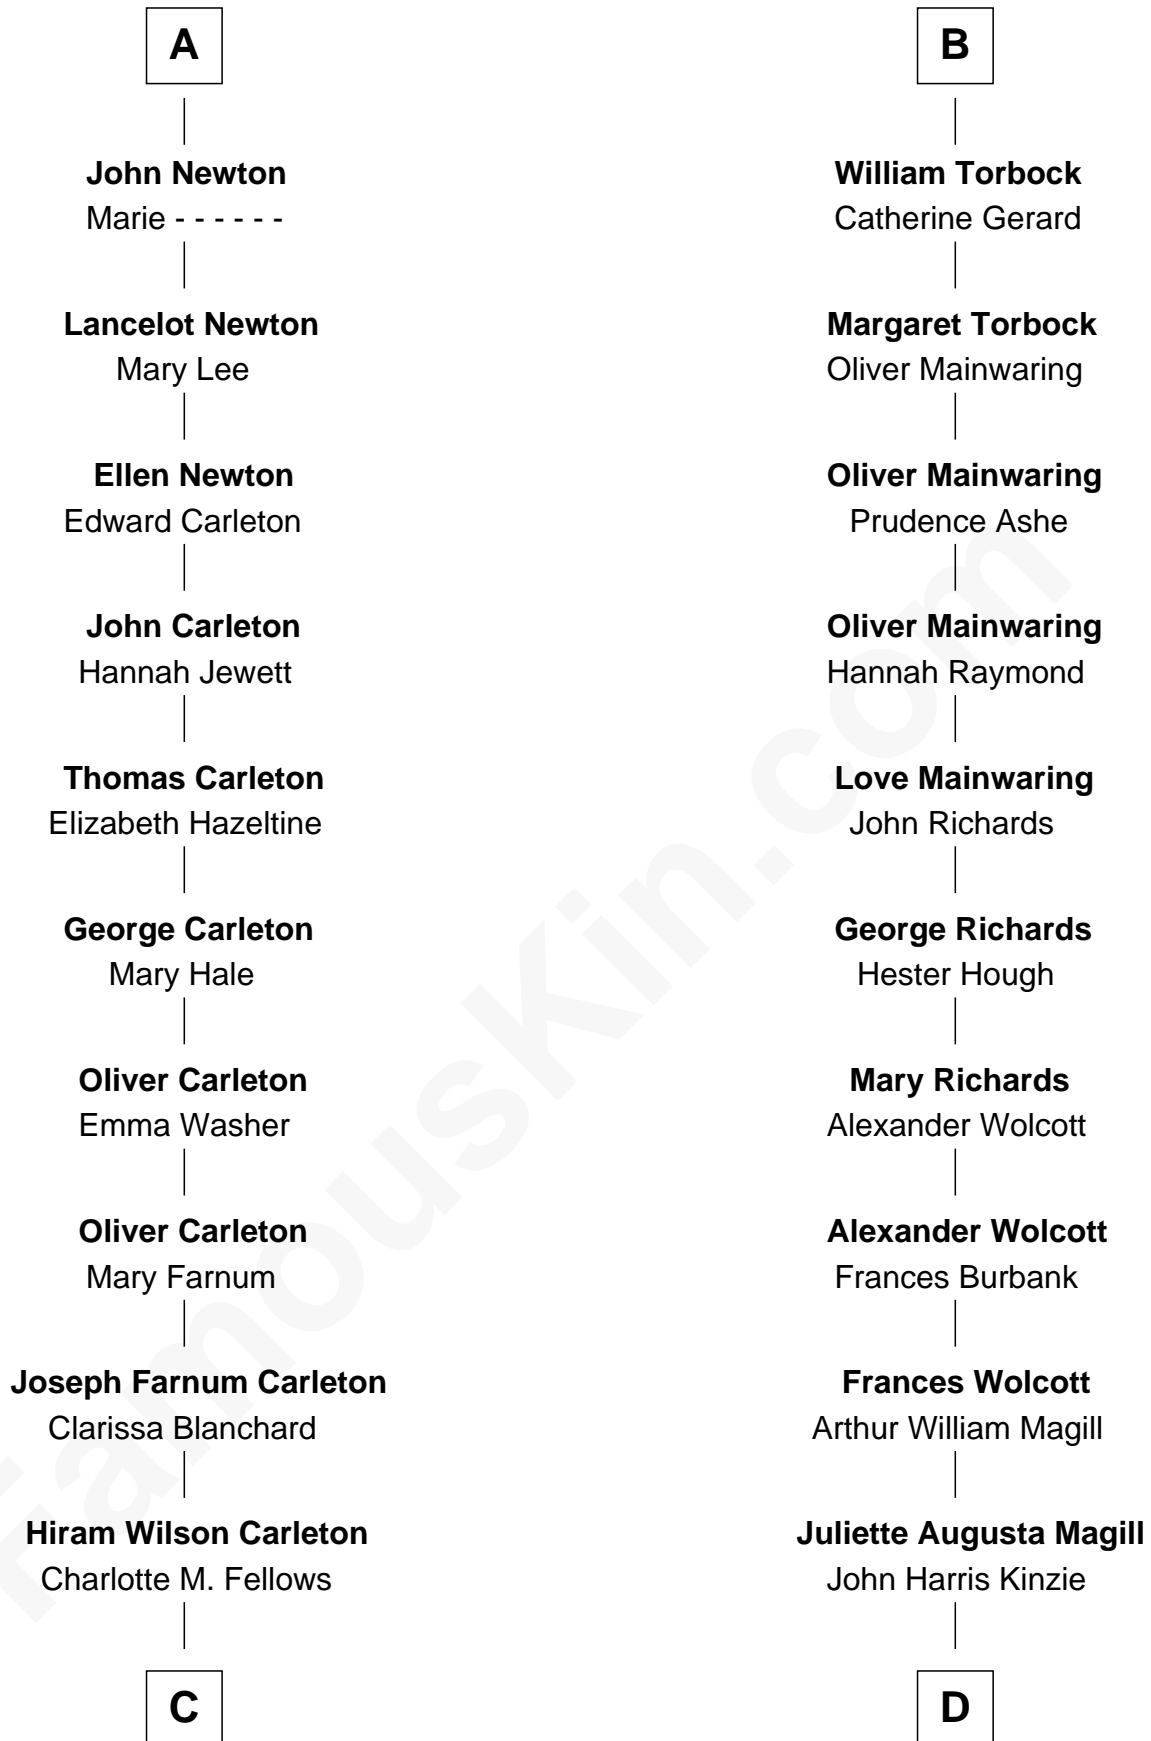 A
John Newton
Marie - - - - - -
Lancelot Newton
Mary Lee
Ellen Newton
Edward Carleton
John Carleton
Hannah Jewett
Thomas Carleton
Elizabeth Hazeltine
George Carleton
Mary Hale
Oliver Carleton
Emma Washer
Oliver Carleton
Mary Farnum
Joseph Farnum Carleton
Clarissa Blanchard
Hiram Wilson Carleton
Charlotte M. Fellows
C
B
William Torbock
Catherine Gerard
Margaret Torbock
Oliver Mainwaring
Oliver Mainwaring
Prudence Ashe
Oliver Mainwaring
Hannah Raymond
Love Mainwaring
John Richards
George Richards
Hester Hough
Mary Richards
Alexander Wolcott
Alexander Wolcott
Frances Burbank
Frances Wolcott
Arthur William Magill
Juliette Augusta Magill
John Harris Kinzie
D
FamousKin.com